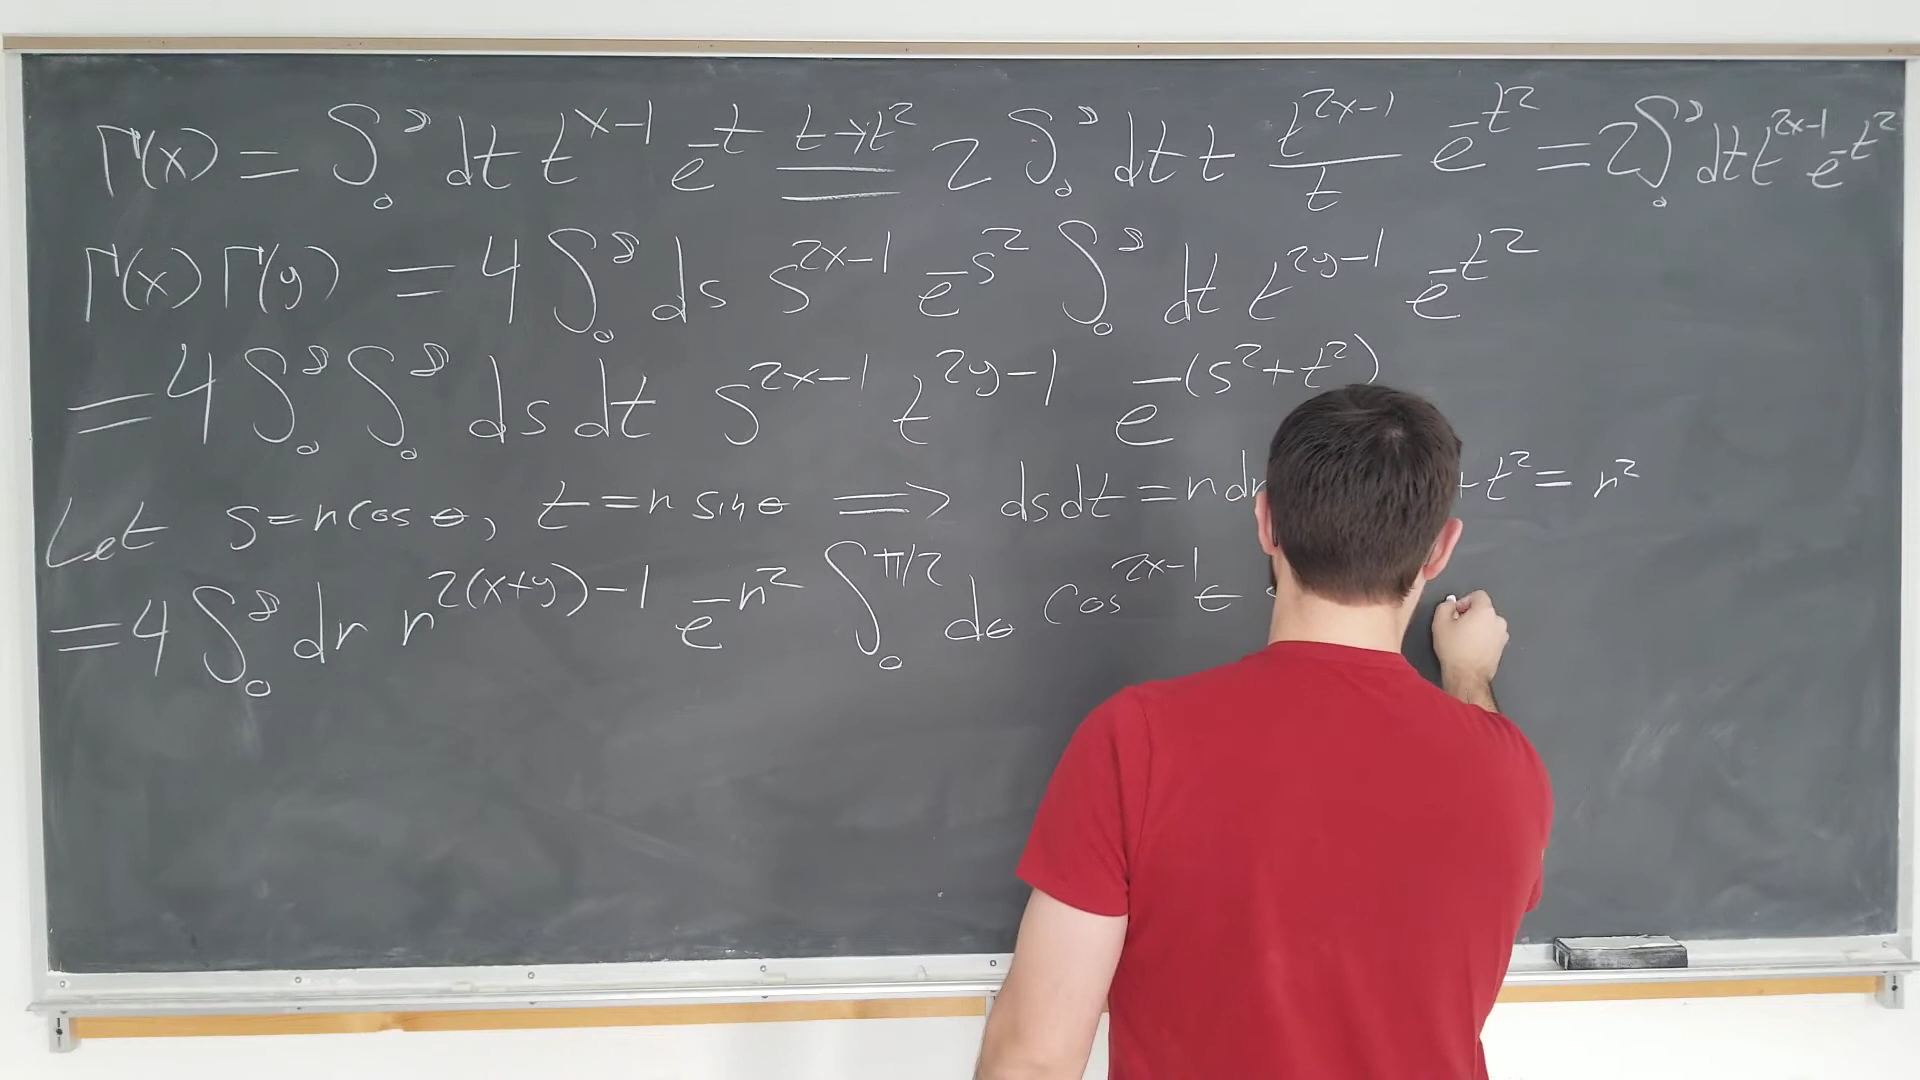 Γ(x) = ∫₀^∞ dt t^{x-1} e^{-t} \underline{\underline{t→t²}} 2 ∫₀^∞ dt t \frac{t^{2x-1}}{t} e^{-t²} = 2∫₀^∞ dt t^{2x-1} e^{-t²}
Γ(x) Γ(y) = 4 ∫₀^∞ ds s^{2x-1} e^{-s²} ∫₀^∞ dt t^{2y-1} e^{-t²}
= 4 ∫₀^∞ ∫₀^∞ ds dt s^{2x-1} t^{2y-1} e^{-(s²+t²)}
Let s = r cos θ, t = r sin θ ⟹ ds dt = r dr + t² = r²
= 4 ∫₀^∞ dr r^{2(x+y)-1} e^{-r²} ∫₀^{π/2} dθ cos^{2x-1}